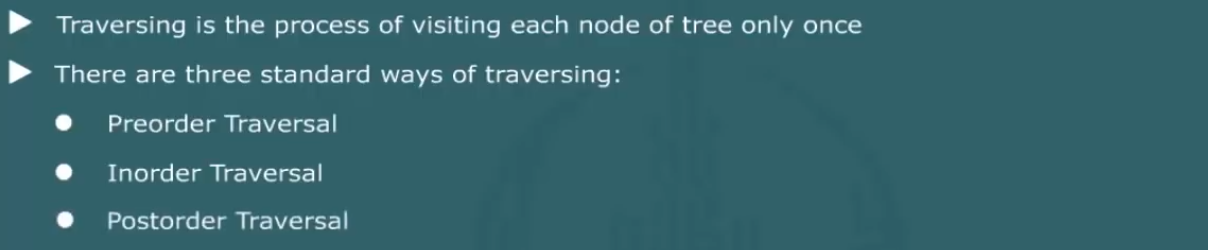 Traversing is the process of visiting each node of tree only once
There are three standard ways of traversing:
Preorder Traversal
Inorder Traversal
Postorder Traversal